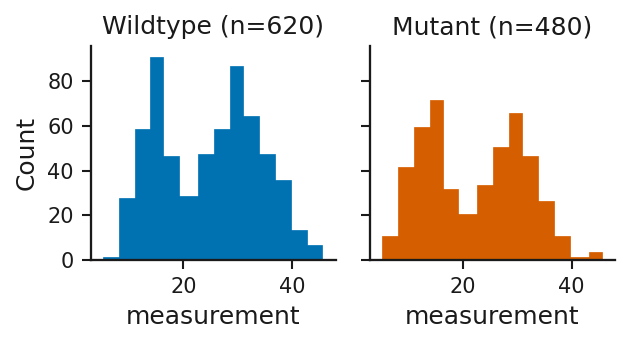 Wildtype (n=620)
Mutant (n=480)
Count
80
60
40
20
0
20
40
20
40
measurement
measurement